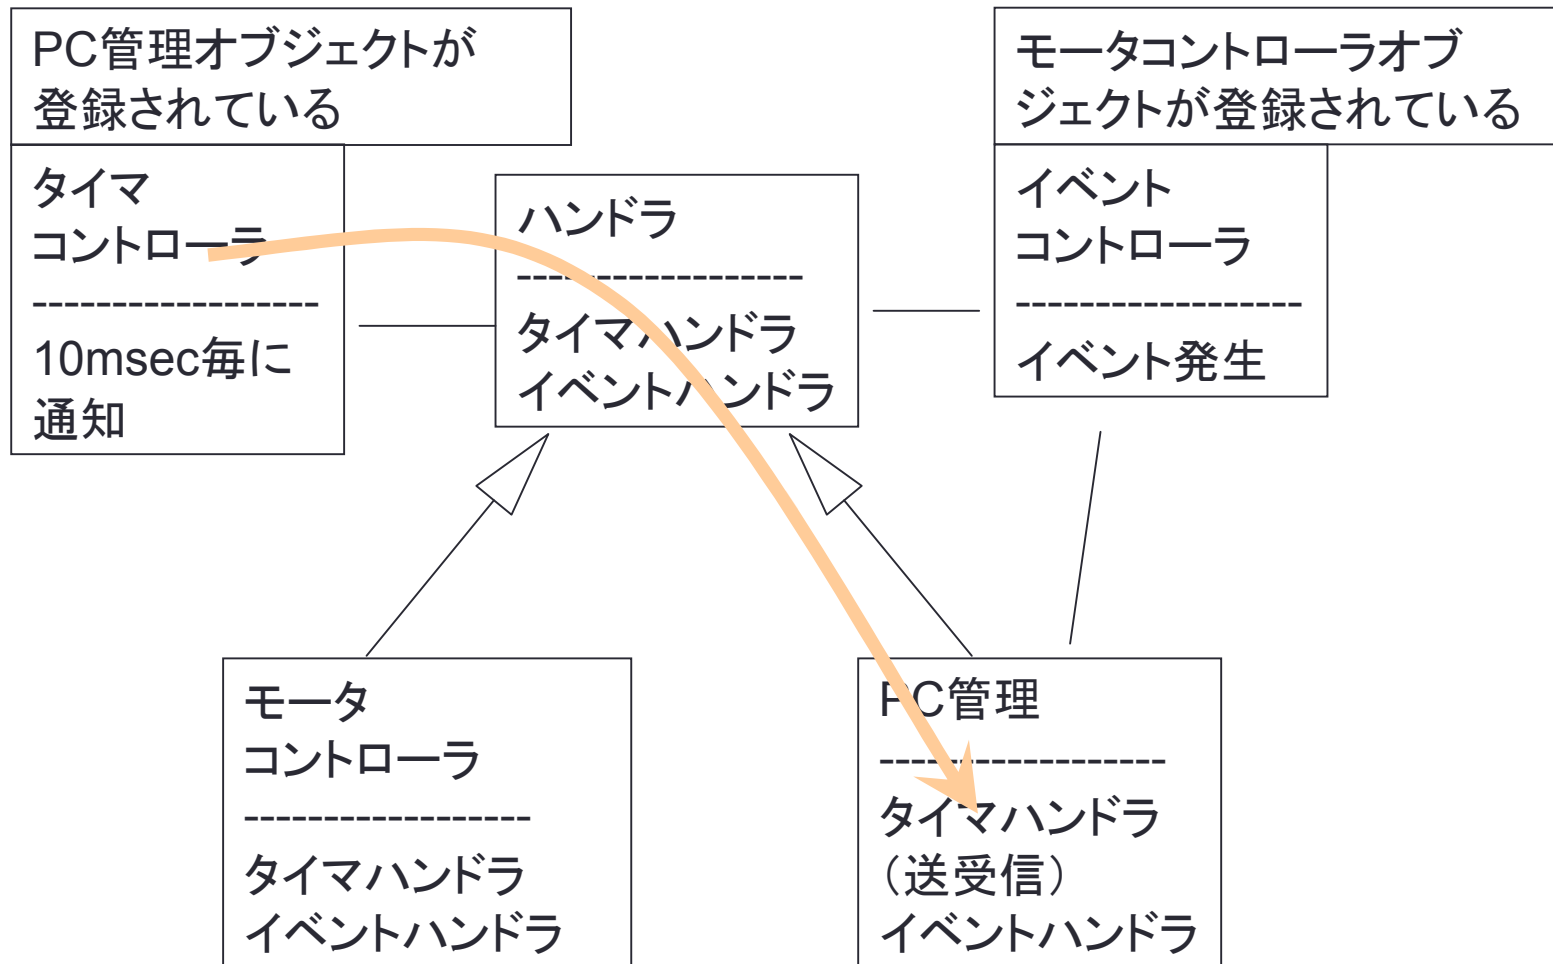 PC管理オブジェクトが
登録されている
タイマ
コントローラ
------------------
10msec毎に
通知
ハンドラ
------------------
タイマハンドラ
イベントハンドラ
モータコントローラオブ
ジェクトが登録されている
イベント
コントローラ
------------------
イベント発生
モータ
コントローラ
------------------
タイマハンドラ
イベントハンドラ
PC管理
------------------
タイマハンドラ
（送受信）
イベントハンドラ